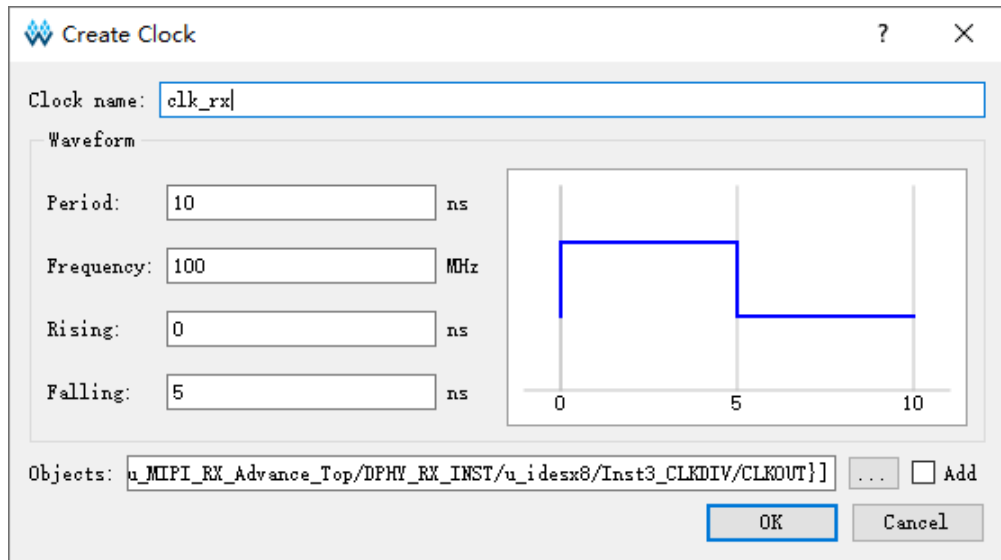 Create Clock
?
Clock name: clk_rx
Waveform
Period: 10 ns
Frequency: 100 MHz
Rising: 0 ns
Falling: 5 ns
0 5 10
Objects: u_MIPI_RX_Advance_Top/DPHY_RX_INST/u_idesx8/Inst3_CLKDIV/CLKOUT}] ... Add
OK Cancel